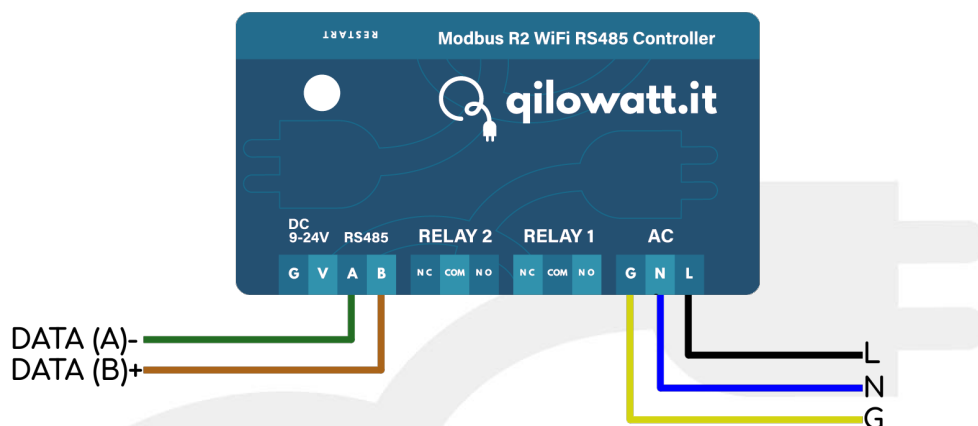 RESTART
Modbus R2 WiFi RS485 Controller
qilowatt.it
DC
9-24V RS485 RELAY 2 RELAY 1 AC
G V A B NC COM NO NC COM NO G N L
DATA (A)-
DATA (B)+
L
N
G